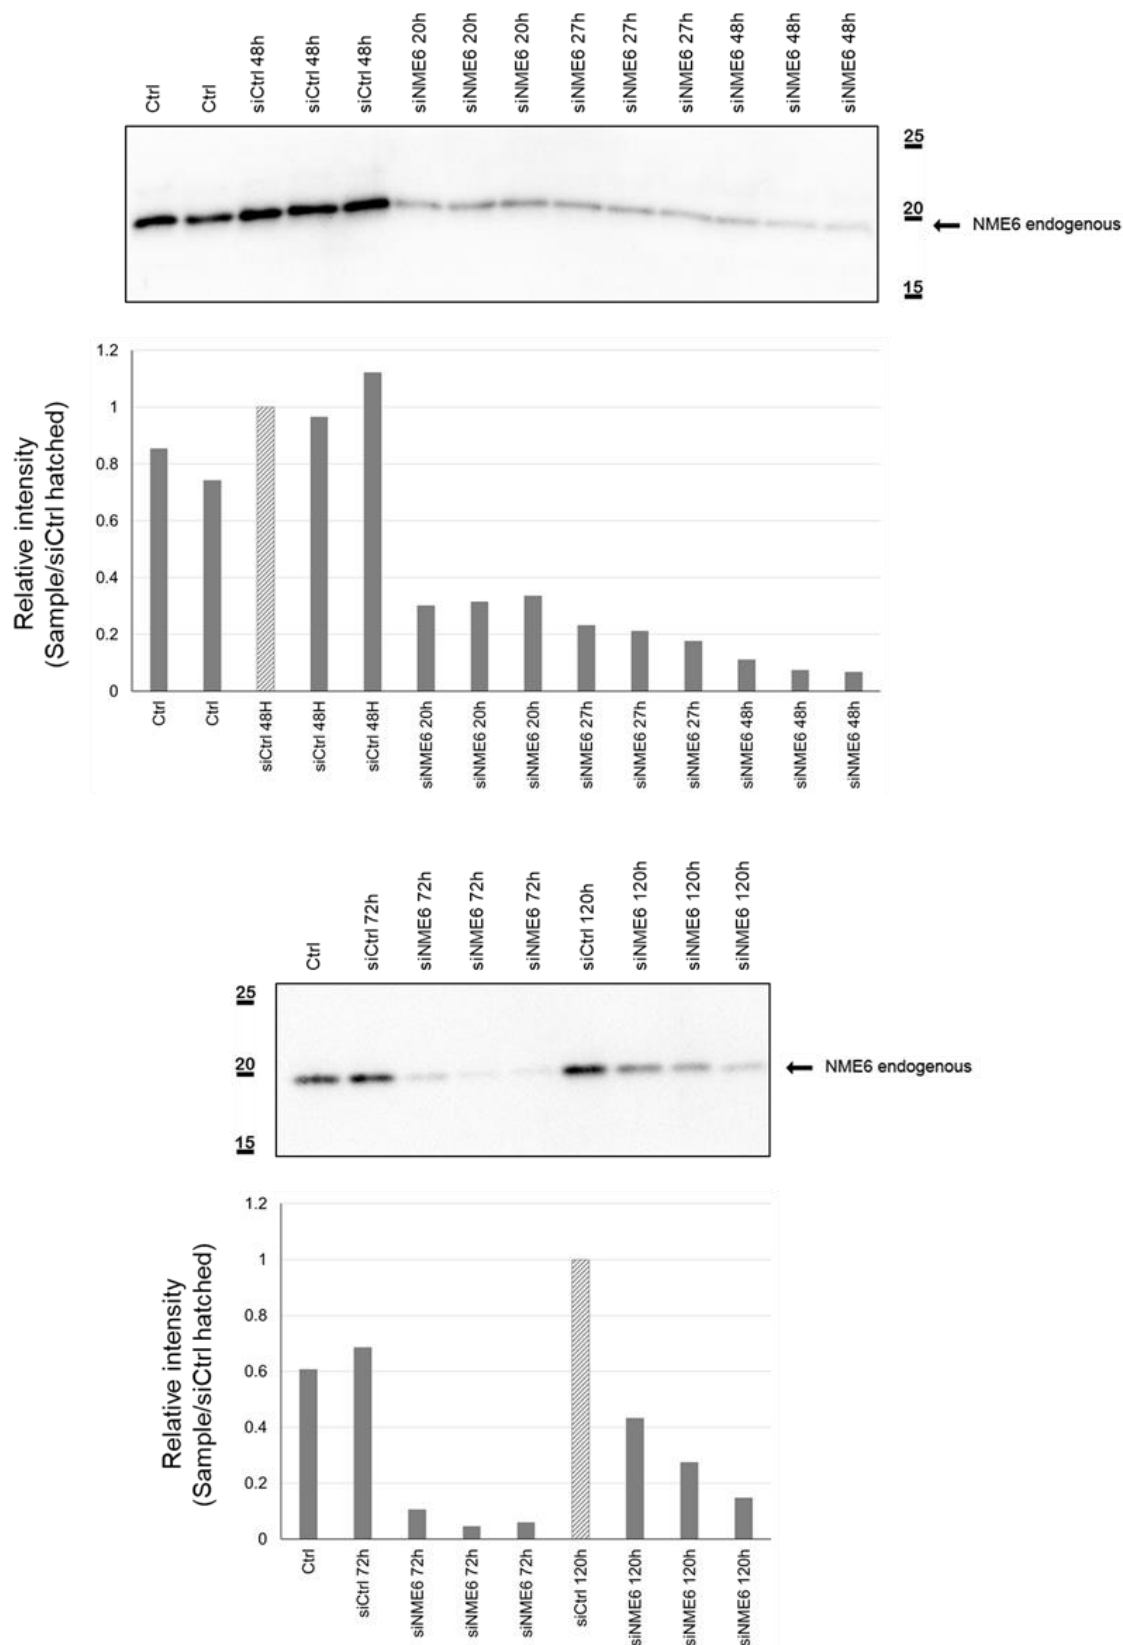 Ctrl
Ctrl
siCtrl 48h
siCtrl 48h
siCtrl 48h
siNME6 20h
siNME6 20h
siNME6 20h
siNME6 27h
siNME6 27h
siNME6 27h
siNME6 48h
siNME6 48h
siNME6 48h
25
20
15
NME6 endogenous
Relative intensity
(Sample/siCtrl hatched)
1.2
1
0.8
0.6
0.4
0.2
0
Ctrl
Ctrl
siCtrl 48H
siCtrl 48H
siCtrl 48H
siNME6 20h
siNME6 20h
siNME6 20h
siNME6 27h
siNME6 27h
siNME6 27h
siNME6 48h
siNME6 48h
siNME6 48h
Ctrl
siCtrl 72h
siNME6 72h
siNME6 72h
siNME6 72h
siCtrl 120h
siNME6 120h
siNME6 120h
siNME6 120h
25
20
15
NME6 endogenous
Relative intensity
(Sample/siCtrl hatched)
1.2
1
0.8
0.6
0.4
0.2
0
Ctrl
siCtrl 72h
siNME6 72h
siNME6 72h
siNME6 72h
siCtrl 120h
siNME6 120h
siNME6 120h
siNME6 120h